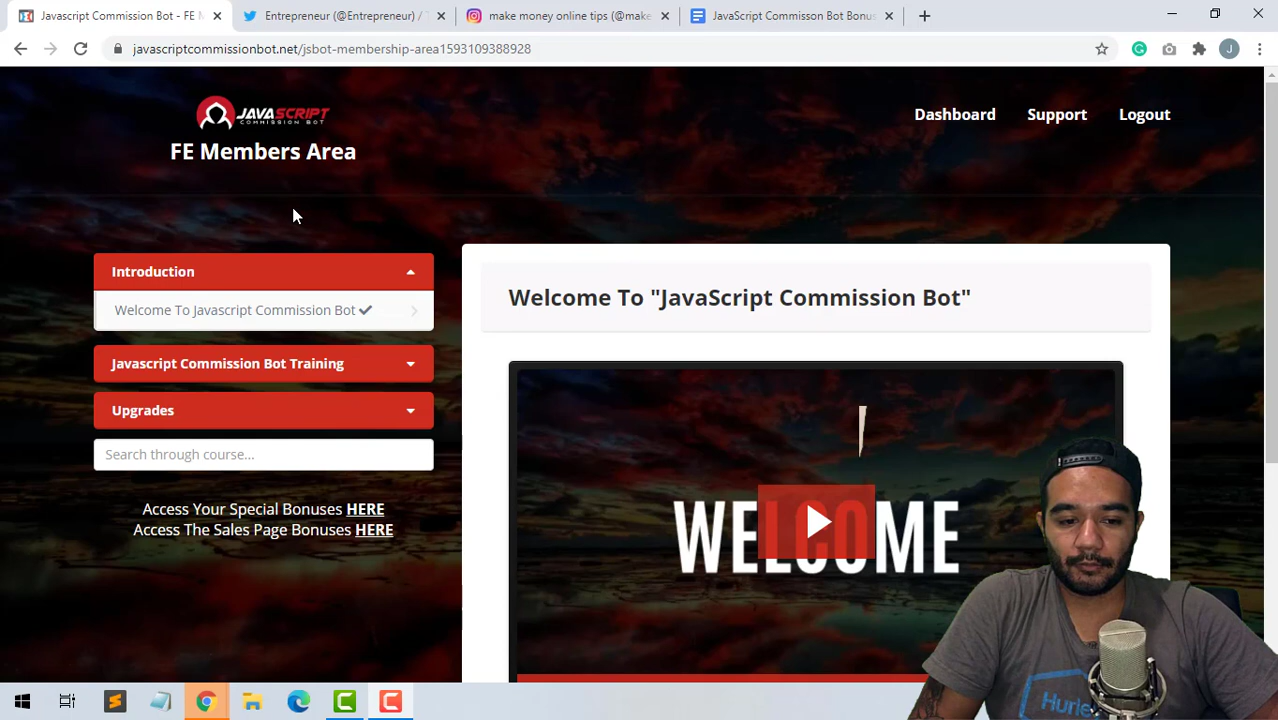 Javascript Commission Bot - FE M
Entrepreneur (@Entrepreneur) / T
make money online tips (@make
JavaScript Commisson Bot Bonus
javascriptcommissionbot.net/jsbot-membership-area1593109388928
J
JAVASCRIPT
COMMISSION BOT
FE Members Area
Dashboard
Support
Logout
Introduction
Welcome To Javascript Commission Bot
Javascript Commission Bot Training
Upgrades
Search through course...
Access Your Special Bonuses HERE
Access The Sales Page Bonuses HERE
Welcome To "JavaScript Commission Bot"
WELCOME
Hurley